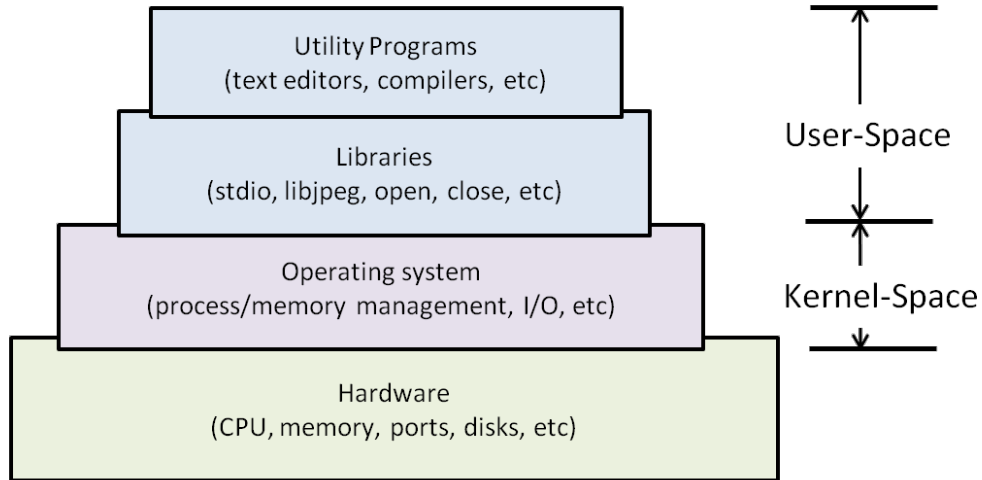 Utility Programs
(text editors, compilers, etc)
User-Space
Libraries
(stdio, libjpeg, open, close, etc)
Operating system
(process/memory management, I/O, etc)
Kernel-Space
Hardware
(CPU, memory, ports, disks, etc)